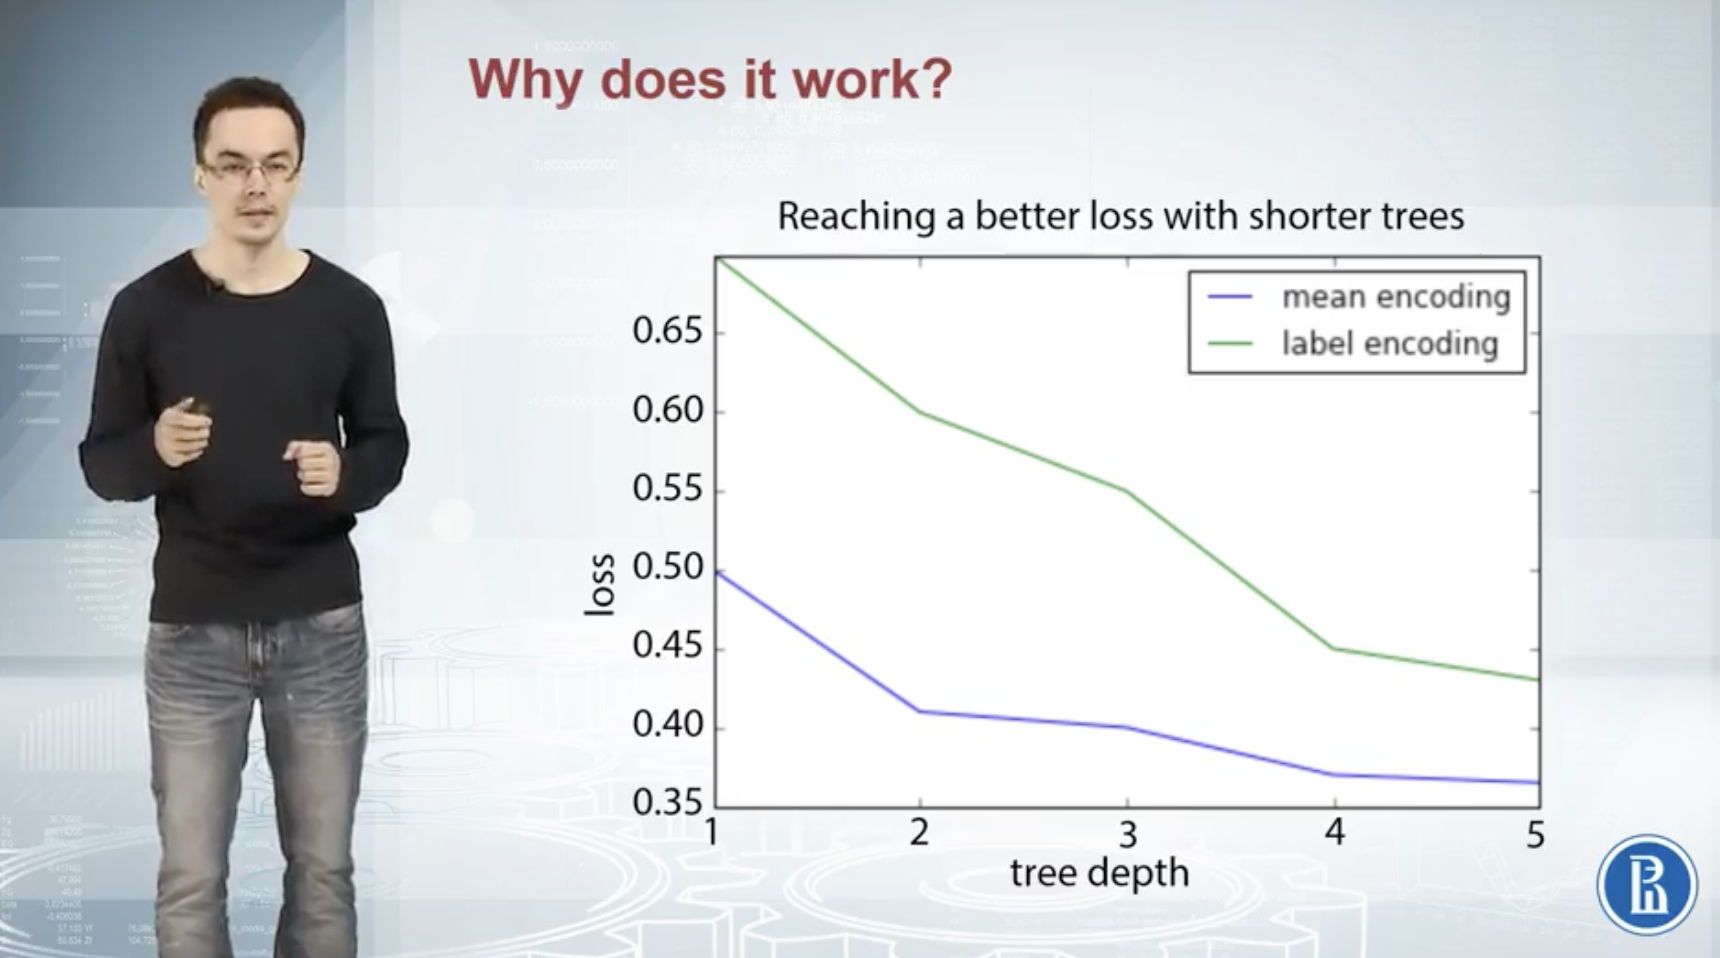 Why does it work?
Reaching a better loss with shorter trees
mean encoding
label encoding
0.65
0.60
0.55
0.50
0.45
0.40
0.35
loss
1 2 3 4 5
tree depth